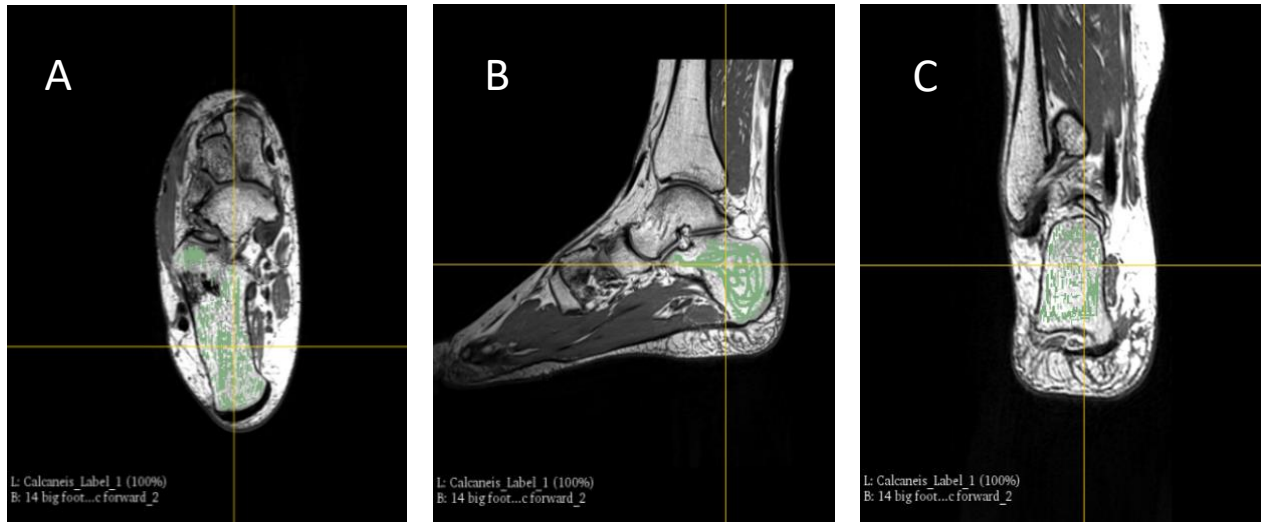 A
B
C
L: Calcaneis_Label_1 (100%)
B: 14 big foot...c forward_2
L: Calcaneis_Label_1 (100%)
B: 14 big foot...c forward_2
L: Calcaneis_Label_1 (100%)
B: 14 big foot...c forward_2